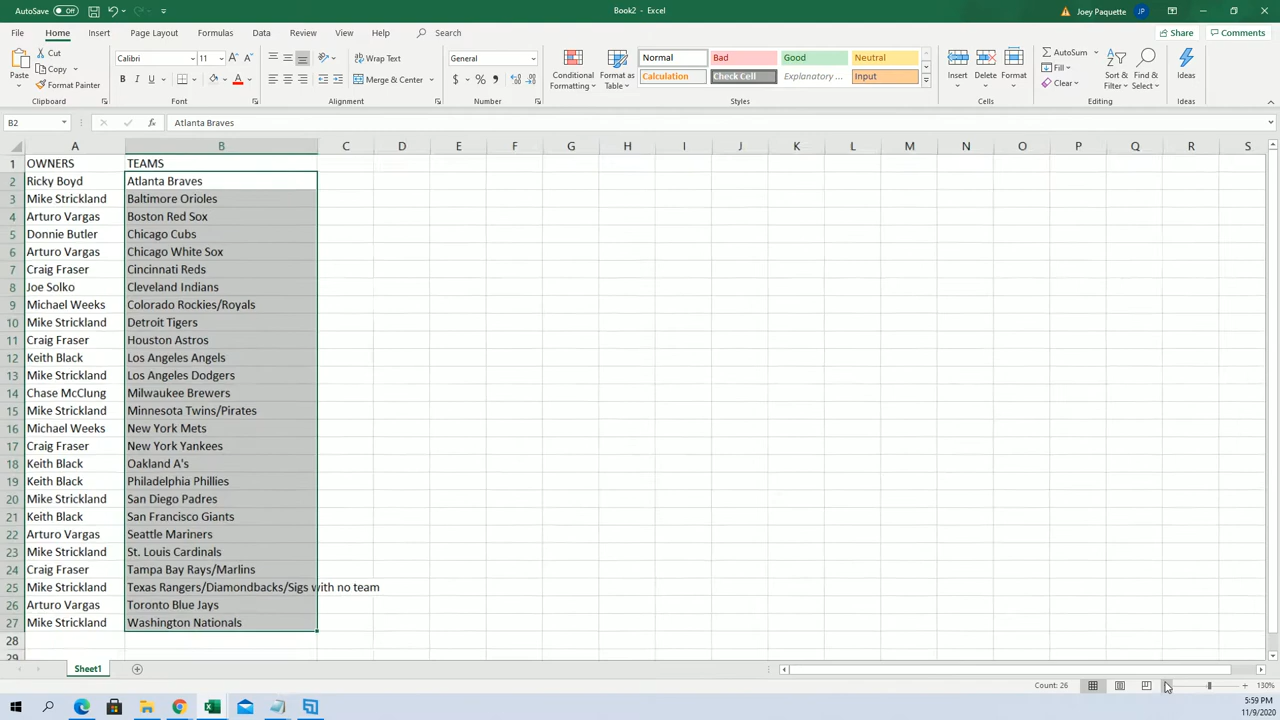 AutoSave Off Book2 - Excel Joey Paquette JP
File Home Insert Page Layout Formulas Data Review View Help Search Share Comments
Paste Cut Copy Format Painter Clipboard
Calibri 11 B I U A A A Font
ab Wrap Text Merge & Center Alignment
General $ % , Number
Conditional Formatting Format as Table Normal Bad Good Neutral Calculation Check Cell Explanatory ... Input Styles
Insert Delete Format Cells
AutoSum Fill Clear Sort & Filter Find & Select Editing
Ideas Ideas
B2 fx Atlanta Braves
A B C D E F G H I J K L M N O P Q R S
1 OWNERS TEAMS
2 Ricky Boyd Atlanta Braves
3 Mike Strickland Baltimore Orioles
4 Arturo Vargas Boston Red Sox
5 Donnie Butler Chicago Cubs
6 Arturo Vargas Chicago White Sox
7 Craig Fraser Cincinnati Reds
8 Joe Solko Cleveland Indians
9 Michael Weeks Colorado Rockies/Royals
10 Mike Strickland Detroit Tigers
11 Craig Fraser Houston Astros
12 Keith Black Los Angeles Angels
13 Mike Strickland Los Angeles Dodgers
14 Chase McClung Milwaukee Brewers
15 Mike Strickland Minnesota Twins/Pirates
16 Michael Weeks New York Mets
17 Craig Fraser New York Yankees
18 Keith Black Oakland A's
19 Keith Black Philadelphia Phillies
20 Mike Strickland San Diego Padres
21 Keith Black San Francisco Giants
22 Arturo Vargas Seattle Mariners
23 Mike Strickland St. Louis Cardinals
24 Craig Fraser Tampa Bay Rays/Marlins
25 Mike Strickland Texas Rangers/Diamondbacks/Sigs with no team
26 Arturo Vargas Toronto Blue Jays
27 Mike Strickland Washington Nationals
28
29
Sheet1
Count: 26 130%
5:59 PM
11/9/2020